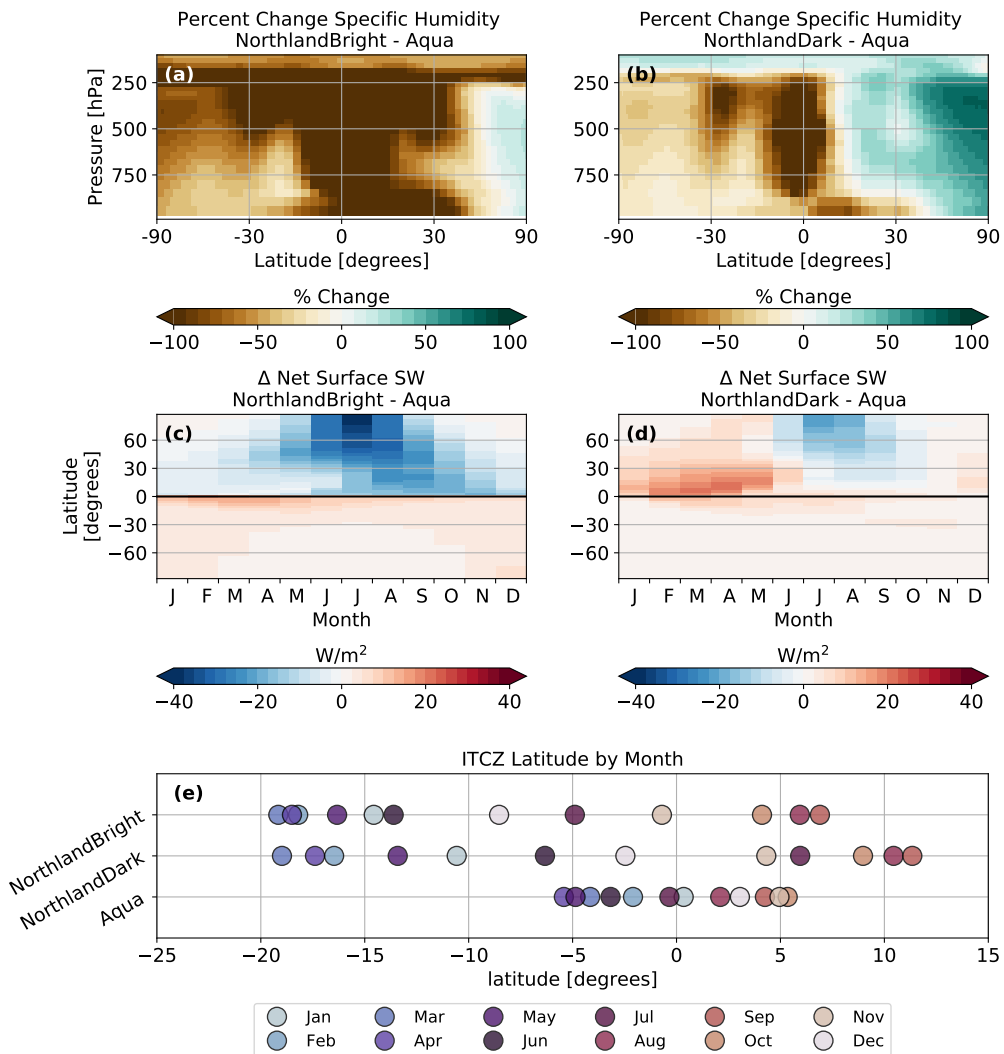 Percent Change Specific Humidity
NorthlandBright - Aqua
Percent Change Specific Humidity
NorthlandDark - Aqua
(a)
(b)
Pressure [hPa]
250
500
750
250
500
750
-90
-30
0
30
90
-90
-30
0
30
90
Latitude [degrees]
Latitude [degrees]
% Change
% Change
−100
−50
0
50
100
−100
−50
0
50
100
Δ Net Surface SW
NorthlandBright - Aqua
Δ Net Surface SW
NorthlandDark - Aqua
(c)
(d)
Latitude
[degrees]
60
30
0
−30
−60
60
30
0
−30
−60
J F M A M J J A S O N D
J F M A M J J A S O N D
Month
Month
W/m²
W/m²
−40
−20
0
20
40
−40
−20
0
20
40
ITCZ Latitude by Month
(e)
NorthlandBright
NorthlandDark
Aqua
−25
−20
−15
−10
−5
0
5
10
15
latitude [degrees]
Jan
Mar
May
Jul
Sep
Nov
Feb
Apr
Jun
Aug
Oct
Dec